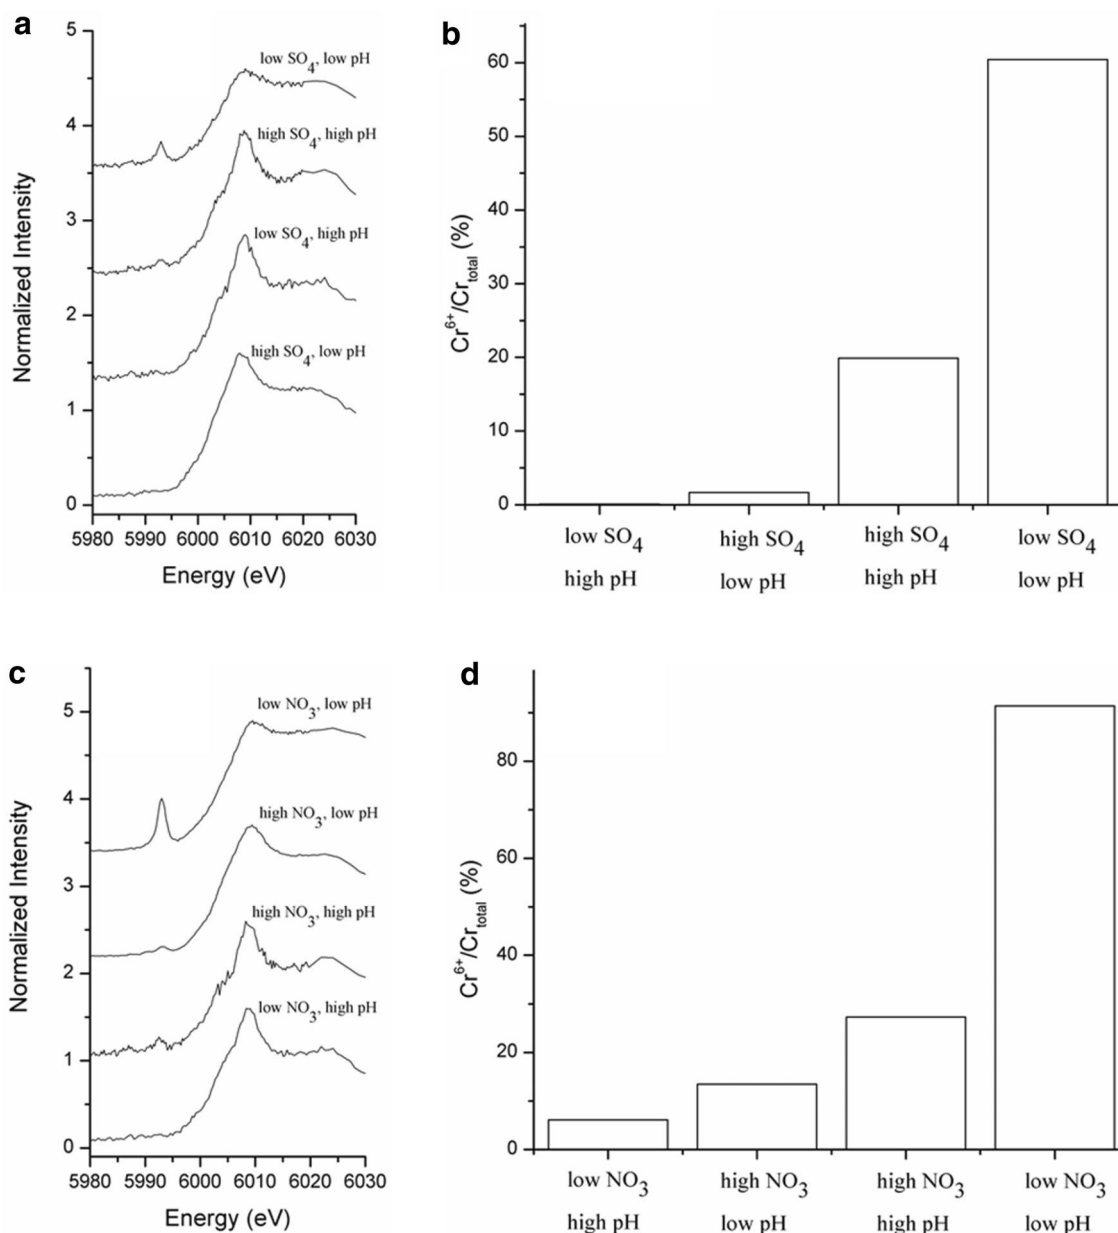 a
5
4
3
2
1
0
Normalized Intensity
low SO4, low pH
high SO4, high pH
low SO4, high pH
high SO4, low pH
5980 5990 6000 6010 6020 6030
Energy (eV)
b
60
50
40
30
20
10
0
Cr6+/Crtotal (%)
low SO4 high SO4 high SO4 low SO4
high pH low pH high pH low pH
c
5
4
3
2
1
0
Normalized Intensity
low NO3, low pH
high NO3, low pH
high NO3, high pH
low NO3, high pH
5980 5990 6000 6010 6020 6030
Energy (eV)
d
80
60
40
20
0
Cr6+/Crtotal (%)
low NO3 high NO3 high NO3 low NO3
high pH low pH high pH low pH